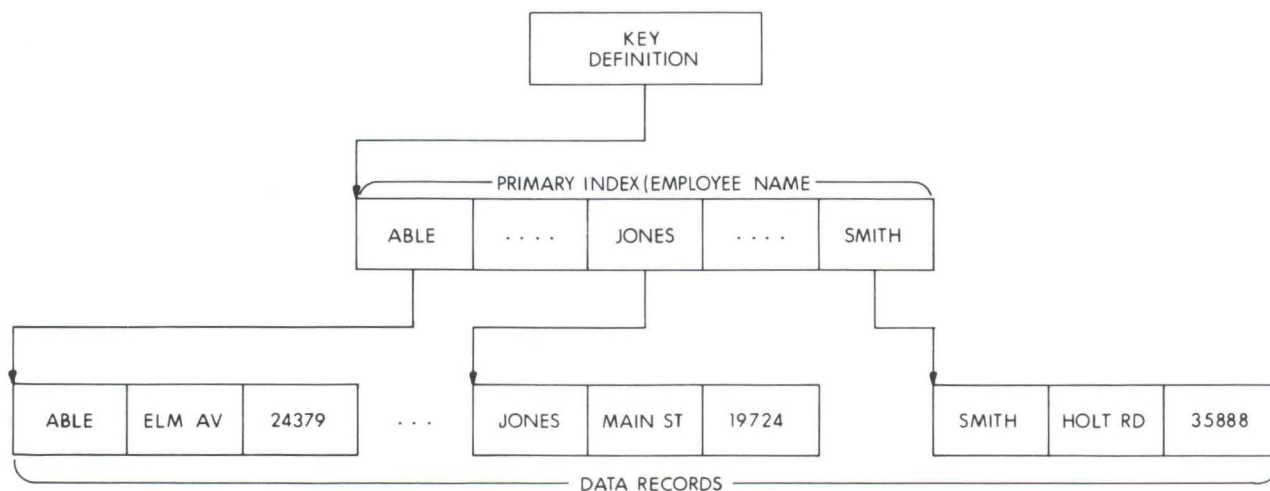 KEY
DEFINITION
PRIMARY INDEX(EMPLOYEE NAME
ABLE .... JONES .... SMITH
ABLE ELM AV 24379 ... JONES MAIN ST 19724 SMITH HOLT RD 35888
DATA RECORDS